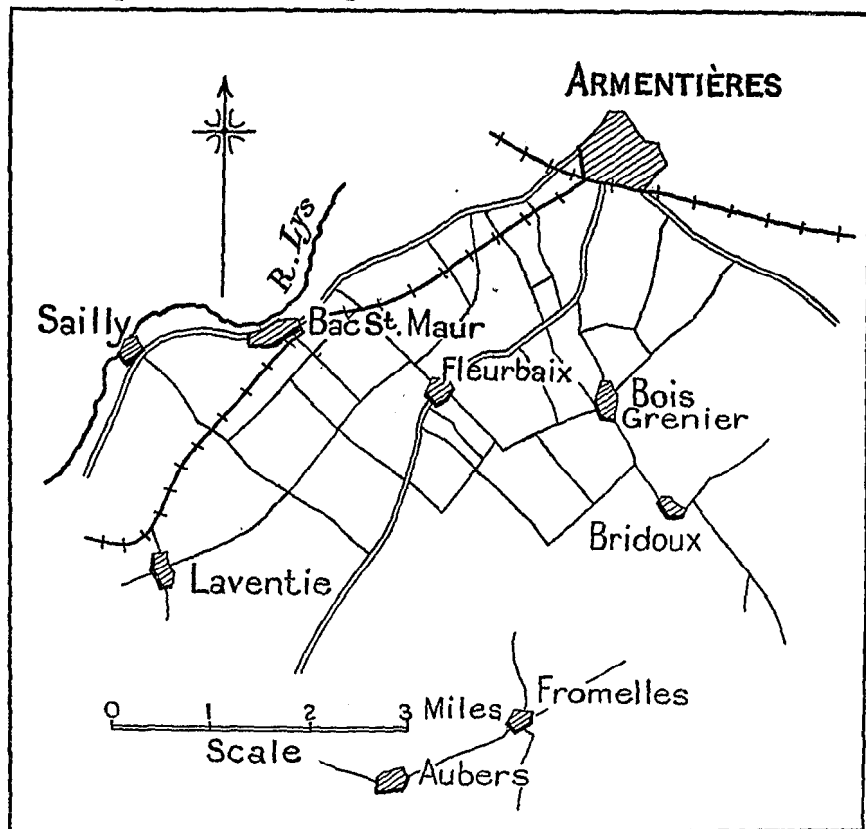 ARMENTIÈRES
R. Lys
Sailly
Bac St. Maur
Fleurbaix
Bois
Grenier
Bridoux
Laventie
0 1 2 3 Miles
Scale
Fromelles
Aubers